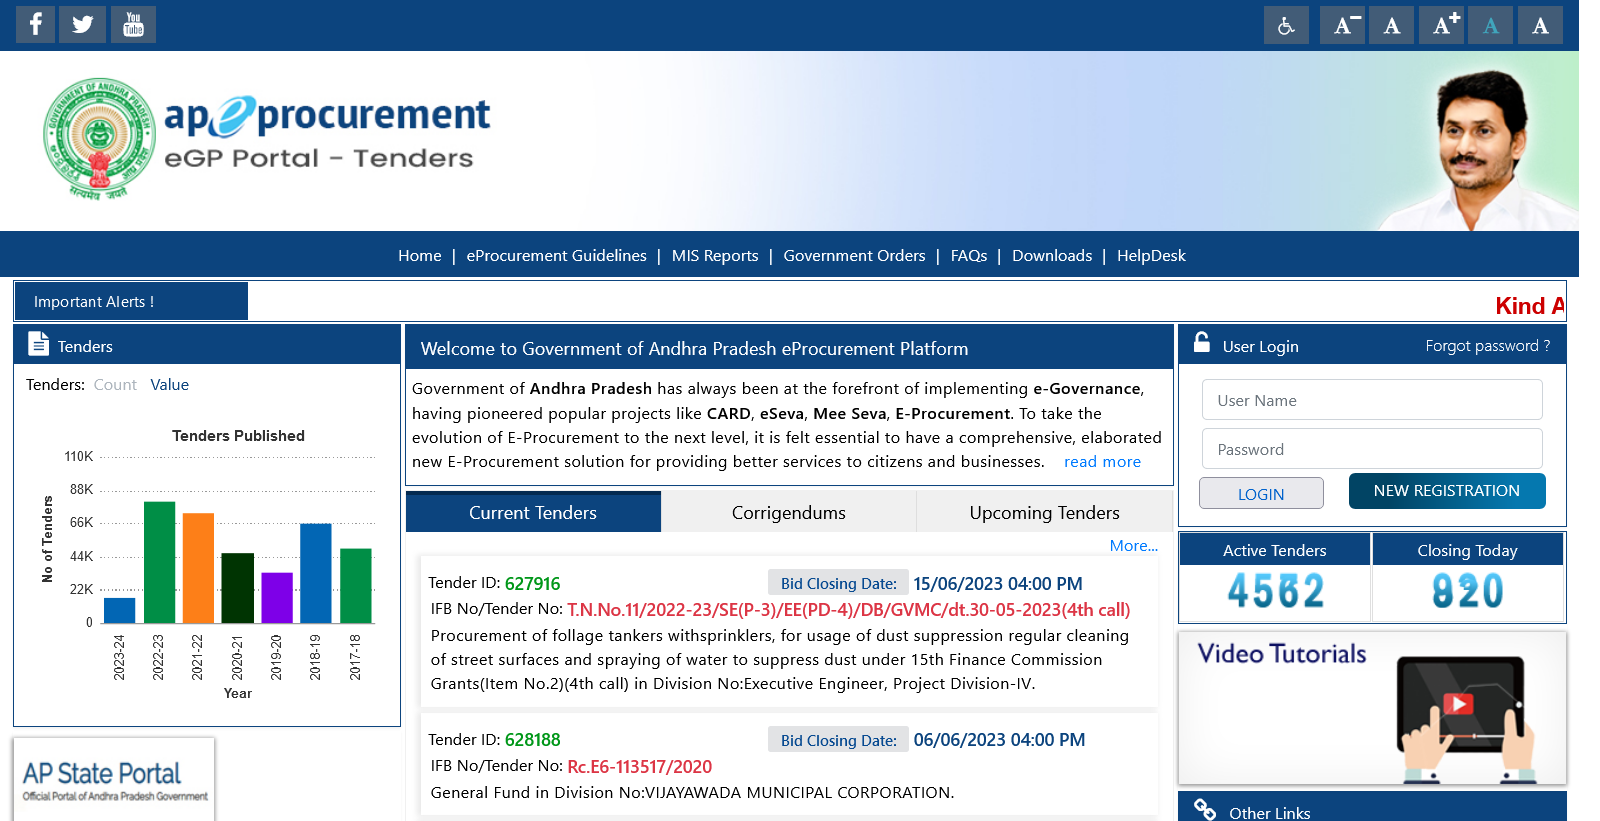 You
Tube
A−
A
A+
A
A
GOVERNMENT OF ANDHRA PRADESH
सत्यमेव जयते
ap eprocurement
eGP Portal - Tenders
Home | eProcurement Guidelines | MIS Reports | Government Orders | FAQs | Downloads | HelpDesk
Important Alerts !
Kind A
Tenders
Tenders: Count Value
Tenders Published
110K
88K
66K
44K
22K
0
No of Tenders
2023-24
2022-23
2021-22
2020-21
2019-20
2018-19
2017-18
Year
AP State Portal
Official Portal of Andhra Pradesh Government
Welcome to Government of Andhra Pradesh eProcurement Platform
Government of Andhra Pradesh has always been at the forefront of implementing e-Governance,
having pioneered popular projects like CARD, eSeva, Mee Seva, E-Procurement. To take the
evolution of E-Procurement to the next level, it is felt essential to have a comprehensive, elaborated
new E-Procurement solution for providing better services to citizens and businesses. read more
Current Tenders
Corrigendums
Upcoming Tenders
More...
Tender ID: 627916 Bid Closing Date: 15/06/2023 04:00 PM
IFB No/Tender No: T.N.No.11/2022-23/SE(P-3)/EE(PD-4)/DB/GVMC/dt.30-05-2023(4th call)
Procurement of follage tankers withsprinklers, for usage of dust suppression regular cleaning
of street surfaces and spraying of water to suppress dust under 15th Finance Commission
Grants(Item No.2)(4th call) in Division No:Executive Engineer, Project Division-IV.
Tender ID: 628188 Bid Closing Date: 06/06/2023 04:00 PM
IFB No/Tender No: Rc.E6-113517/2020
General Fund in Division No:VIJAYAWADA MUNICIPAL CORPORATION.
User Login
Forgot password ?
User Name
Password
LOGIN
NEW REGISTRATION
Active Tenders
Closing Today
Video Tutorials
Other Links